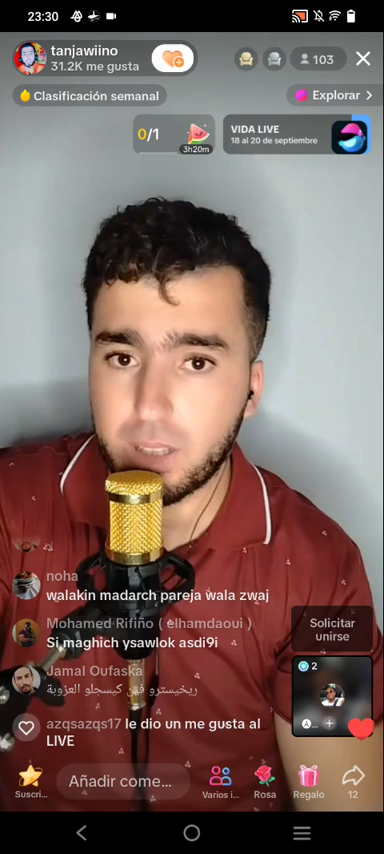 23:30
tanjawiino
31.2K me gusta
103
Clasificación semanal
Explorar
0/1
3h20m
VIDA LIVE
18 al 20 de septiembre
noha
walakin madarch pareja wala zwaj
Mohamed Rifiño ( elhamdaoui )
Si maghich ysawlok asdi9i
Solicitar
unirse
Jamal Oufaska
ريخيسترو فين كيسجلو العزوبة
2
A...
azqsazqs17 le dio un me gusta al
LIVE
Suscri...
Añadir come...
Varios i...
Rosa
Regalo
12